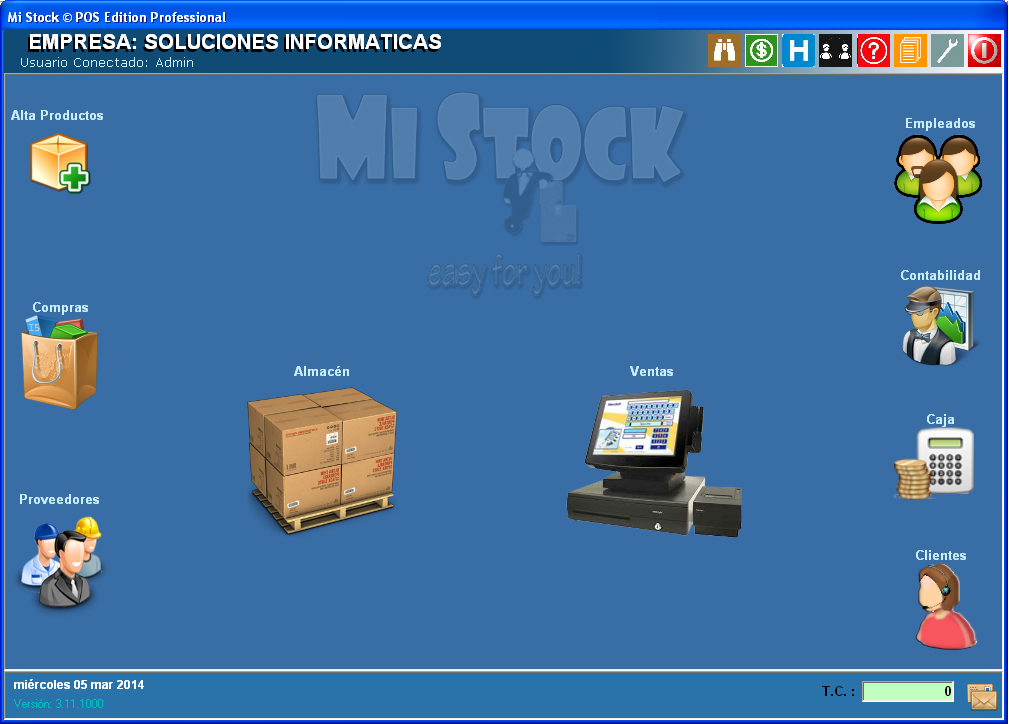 Mi Stock © POS Edition Professional
EMPRESA: SOLUCIONES INFORMATICAS
Usuario Conectado: Admin
Alta Productos
Mi Stock
easy for you!
Empleados
Compras
Contabilidad
Almacén
Ventas
Caja
Proveedores
Clientes
miércoles 05 mar 2014
T.C. : 0
Versión: 3.11.1000